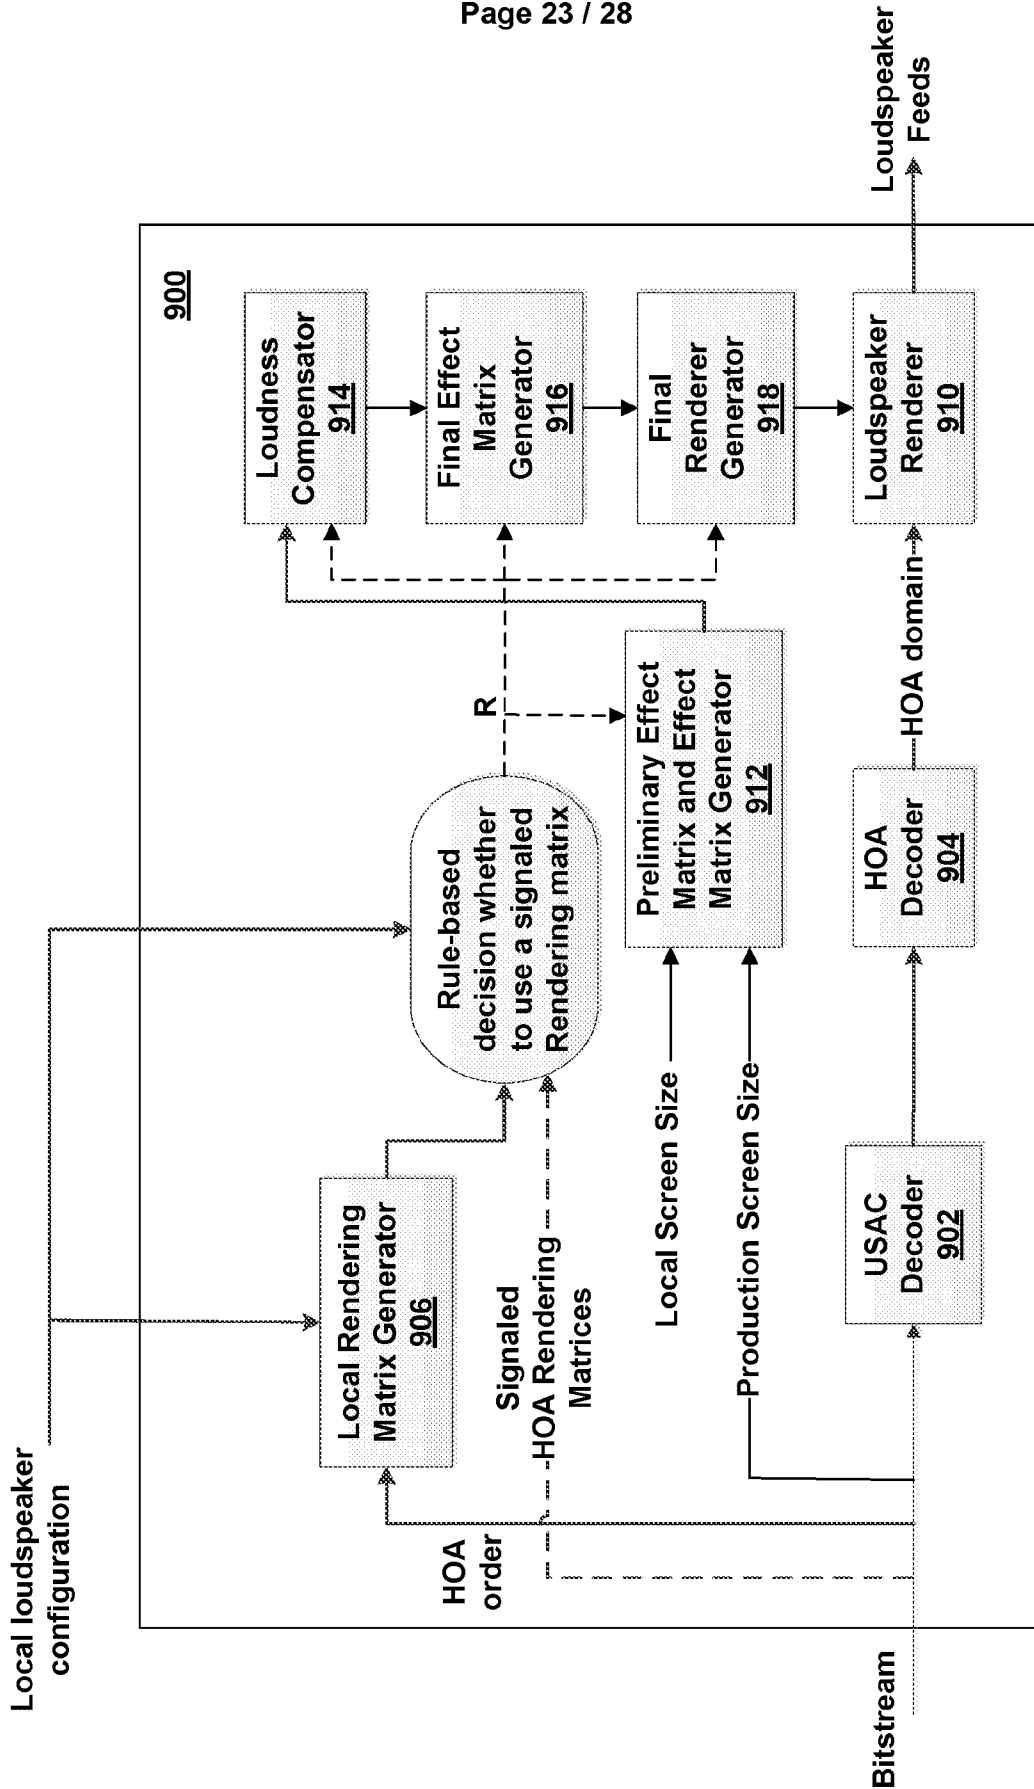 Page 23 / 28
Local loudspeaker
configuration
900
HOA
order
Local Rendering
Matrix Generator
906
Signaled
HOA Rendering
Matrices
Rule-based
decision whether
to use a signaled
Rendering matrix
R
Loudness
Compensator
914
Final Effect
Matrix
Generator
916
Final
Renderer
Generator
918
Local Screen Size
Production Screen Size
Preliminary Effect
Matrix and Effect
Matrix Generator
912
Bitstream
USAC
Decoder
902
HOA
Decoder
904
HOA domain
Loudspeaker
Renderer
910
Loudspeaker
Feeds